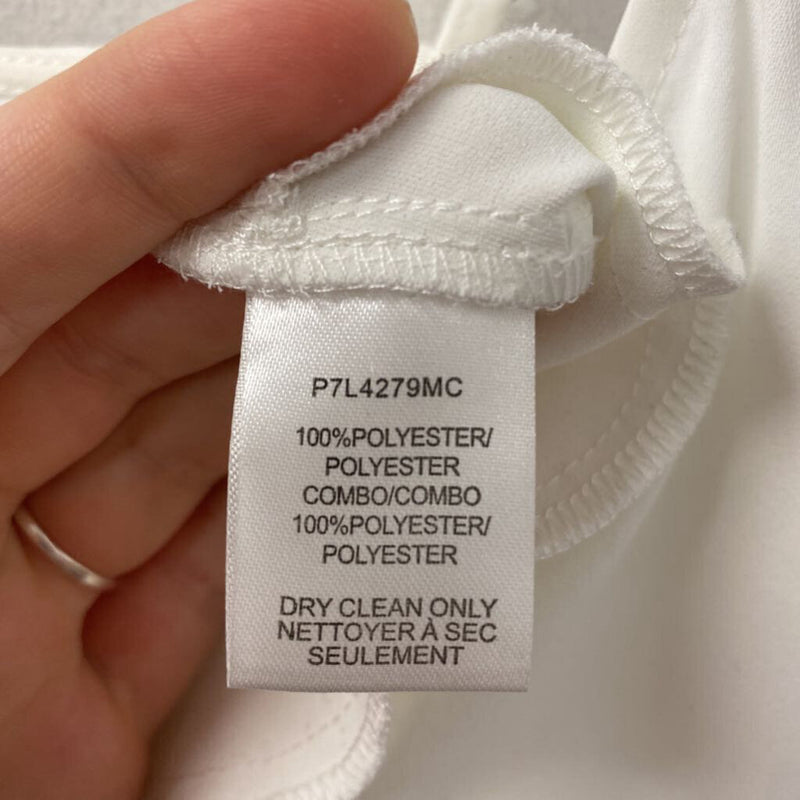 P7L4279MC
100%POLYESTER/
POLYESTER
COMBO/COMBO
100%POLYESTER/
POLYESTER
DRY CLEAN ONLY
NETTOYER À SEC
SEULEMENT